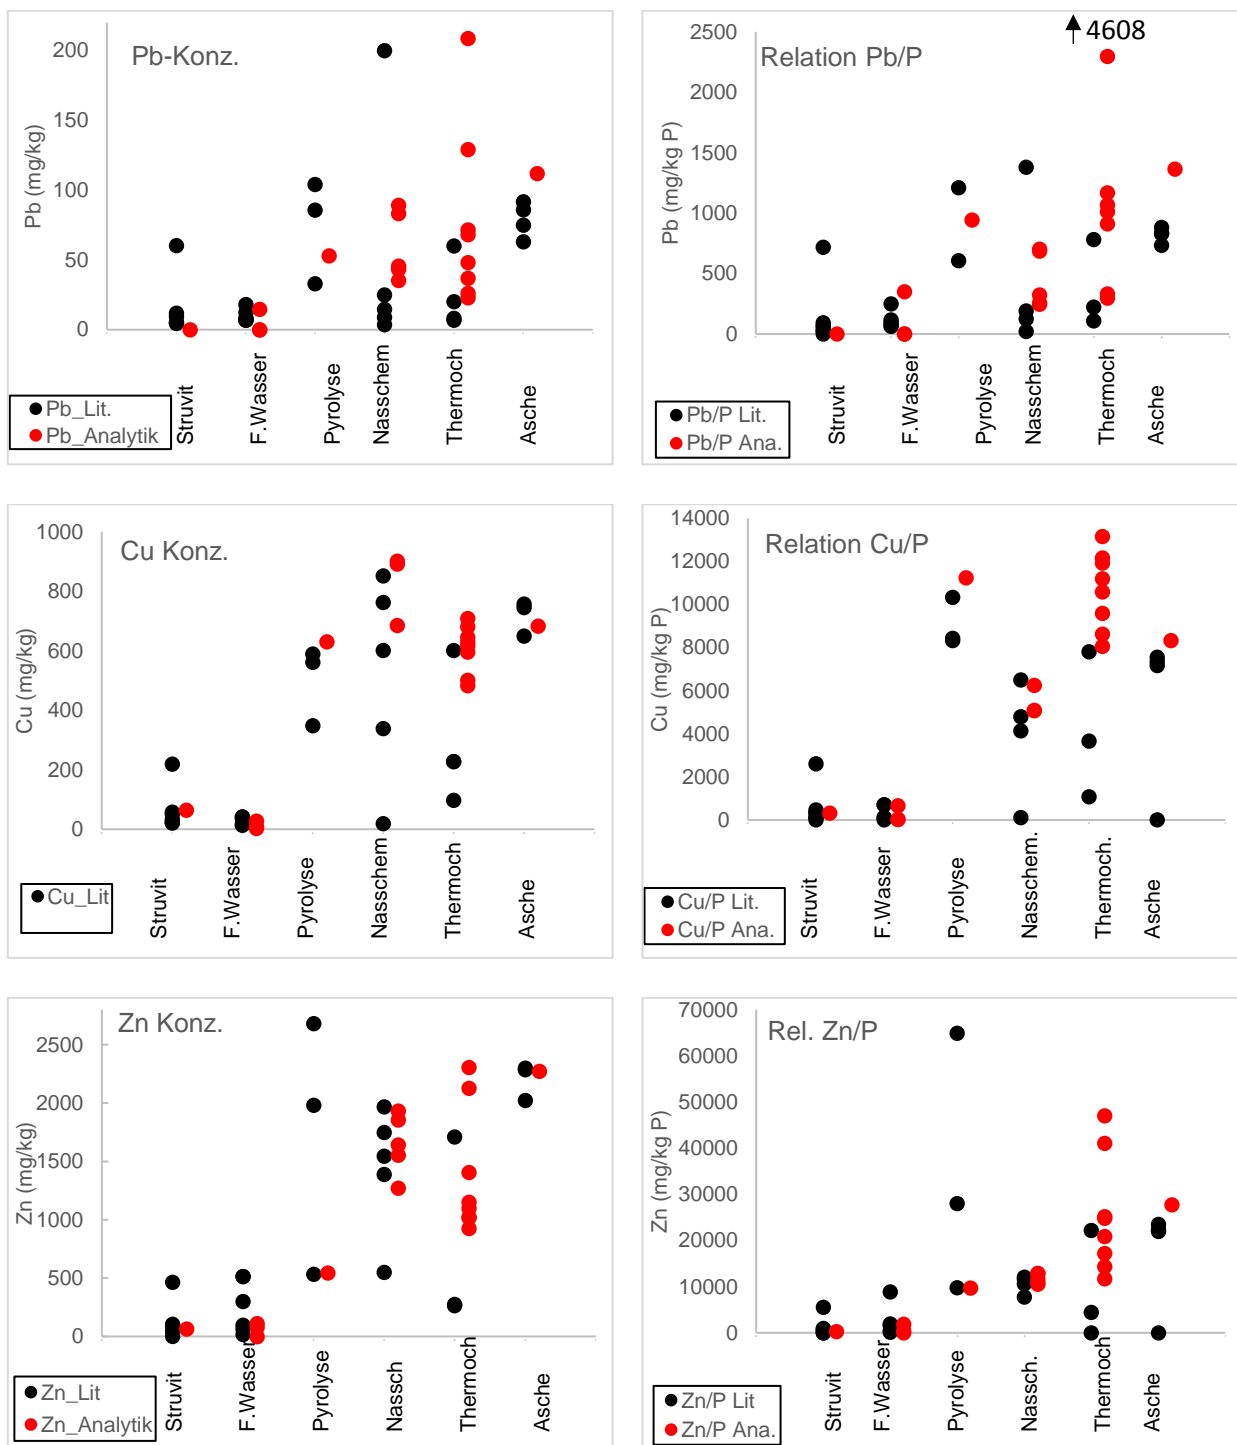 Pb-Konz.
Pb (mg/kg)
200
150
100
50
0
Struvit
F.Wasser
Pyrolyse
Nasschem
Thermoch
Asche
Pb_Lit.
Pb_Analytik
Relation Pb/P
4608
Pb (mg/kg P)
2500
2000
1500
1000
500
0
Struvit
F.Wasser
Pyrolyse
Nasschem
Thermoch
Asche
Pb/P Lit.
Pb/P Ana.
Cu Konz.
Cu (mg/kg)
1000
800
600
400
200
0
Struvit
F.Wasser
Pyrolyse
Nasschem
Thermoch
Asche
Cu_Lit
Relation Cu/P
Cu (mg/kg P)
14000
12000
10000
8000
6000
4000
2000
0
Struvit
F.Wasser
Pyrolyse
Nasschem.
Thermoch.
Asche
Cu/P Lit.
Cu/P Ana.
Zn Konz.
Zn (mg/kg)
2500
2000
1500
1000
500
0
Struvit
F.Wasser
Pyrolyse
Nassch
Thermoch
Asche
Zn_Lit
Zn_Analytik
Rel. Zn/P
Zn (mg/kg P)
70000
60000
50000
40000
30000
20000
10000
0
Struvit
F.Wasser
Pyrolyse
Nassch.
Thermoch
Asche
Zn/P Lit
Zn/P Ana.